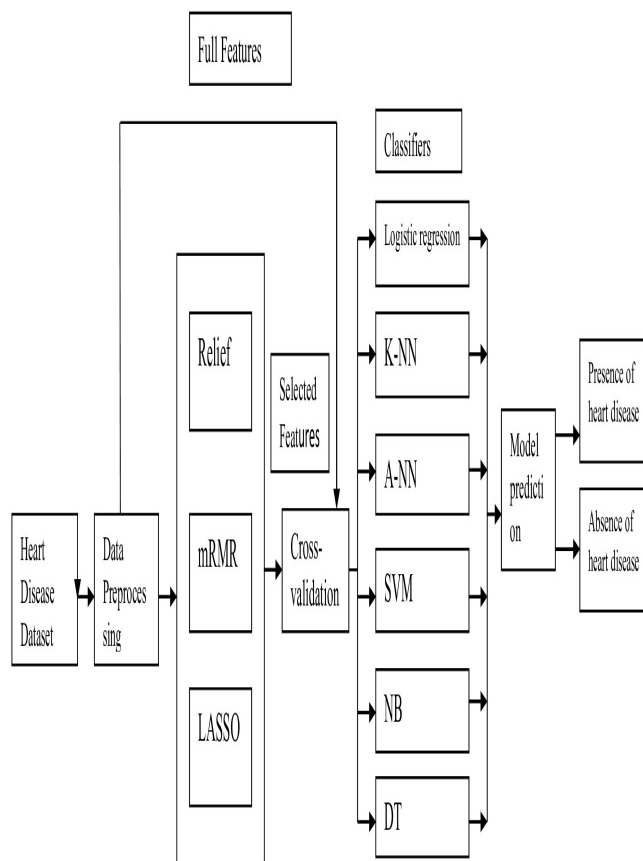 Full Features
Classifiers
Logistic regression
Relief
K-NN
Selected
Features
Presence of
heart disease
A-NN
Model
predicti
on
Heart
Disease
Dataset
Data
Preproces
sing
mRMR
Cross-
validation
SVM
Absence of
heart disease
LASSO
NB
DT